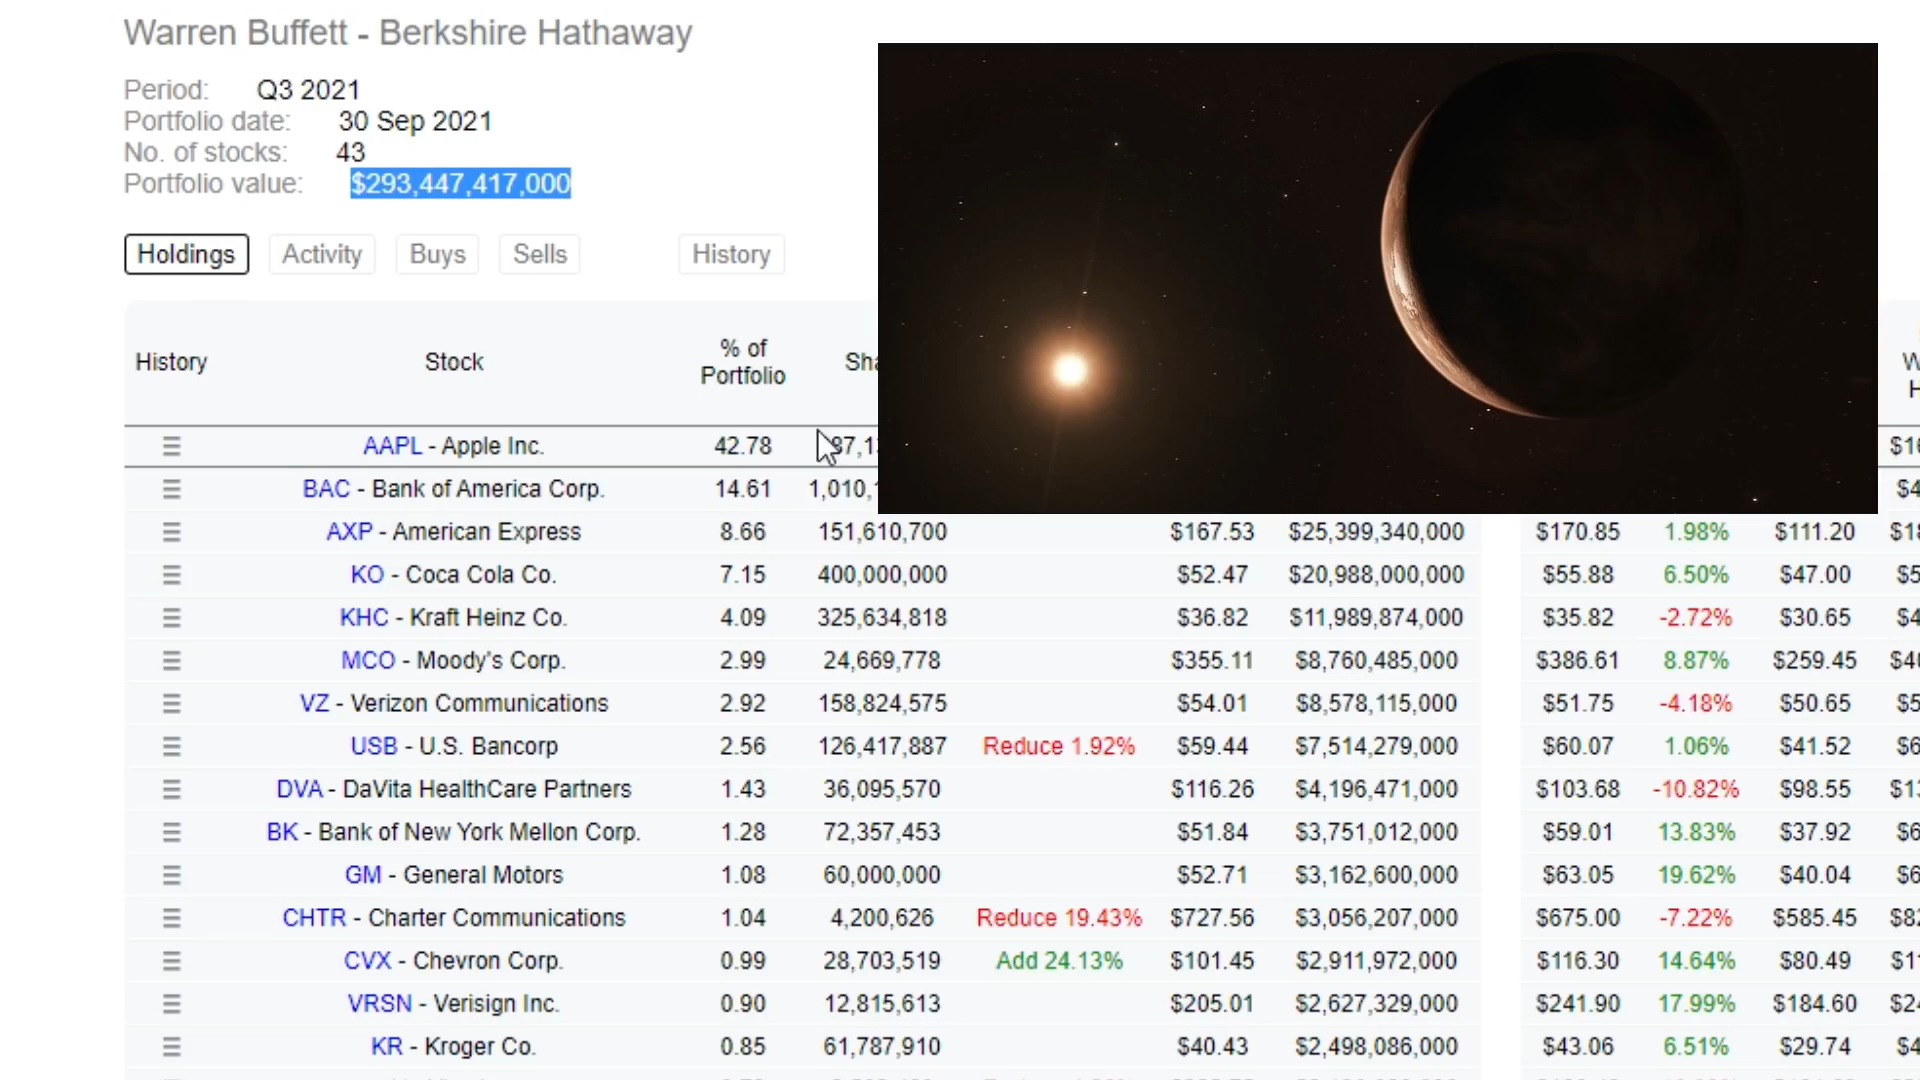 Warren Buffett - Berkshire Hathaway
Period: Q3 2021
Portfolio date: 30 Sep 2021
No. of stocks: 43
Portfolio value: $293,447,417,000
Holdings Activity Buys Sells History
History Stock % of Portfolio
AAPL - Apple Inc. 42.78
BAC - Bank of America Corp. 14.61
AXP - American Express 8.66 151,610,700 $167.53 $25,399,340,000 $170.85 1.98% $111.20
KO - Coca Cola Co. 7.15 400,000,000 $52.47 $20,988,000,000 $55.88 6.50% $47.00
KHC - Kraft Heinz Co. 4.09 325,634,818 $36.82 $11,989,874,000 $35.82 -2.72% $30.65
MCO - Moody's Corp. 2.99 24,669,778 $355.11 $8,760,485,000 $386.61 8.87% $259.45
VZ - Verizon Communications 2.92 158,824,575 $54.01 $8,578,115,000 $51.75 -4.18% $50.65
USB - U.S. Bancorp 2.56 126,417,887 Reduce 1.92% $59.44 $7,514,279,000 $60.07 1.06% $41.52
DVA - DaVita HealthCare Partners 1.43 36,095,570 $116.26 $4,196,471,000 $103.68 -10.82% $98.55
BK - Bank of New York Mellon Corp. 1.28 72,357,453 $51.84 $3,751,012,000 $59.01 13.83% $37.92
GM - General Motors 1.08 60,000,000 $52.71 $3,162,600,000 $63.05 19.62% $40.04
CHTR - Charter Communications 1.04 4,200,626 Reduce 19.43% $727.56 $3,056,207,000 $675.00 -7.22% $585.45
CVX - Chevron Corp. 0.99 28,703,519 Add 24.13% $101.45 $2,911,972,000 $116.30 14.64% $80.49
VRSN - Verisign Inc. 0.90 12,815,613 $205.01 $2,627,329,000 $241.90 17.99% $184.60
KR - Kroger Co. 0.85 61,787,910 $40.43 $2,498,086,000 $43.06 6.51% $29.74